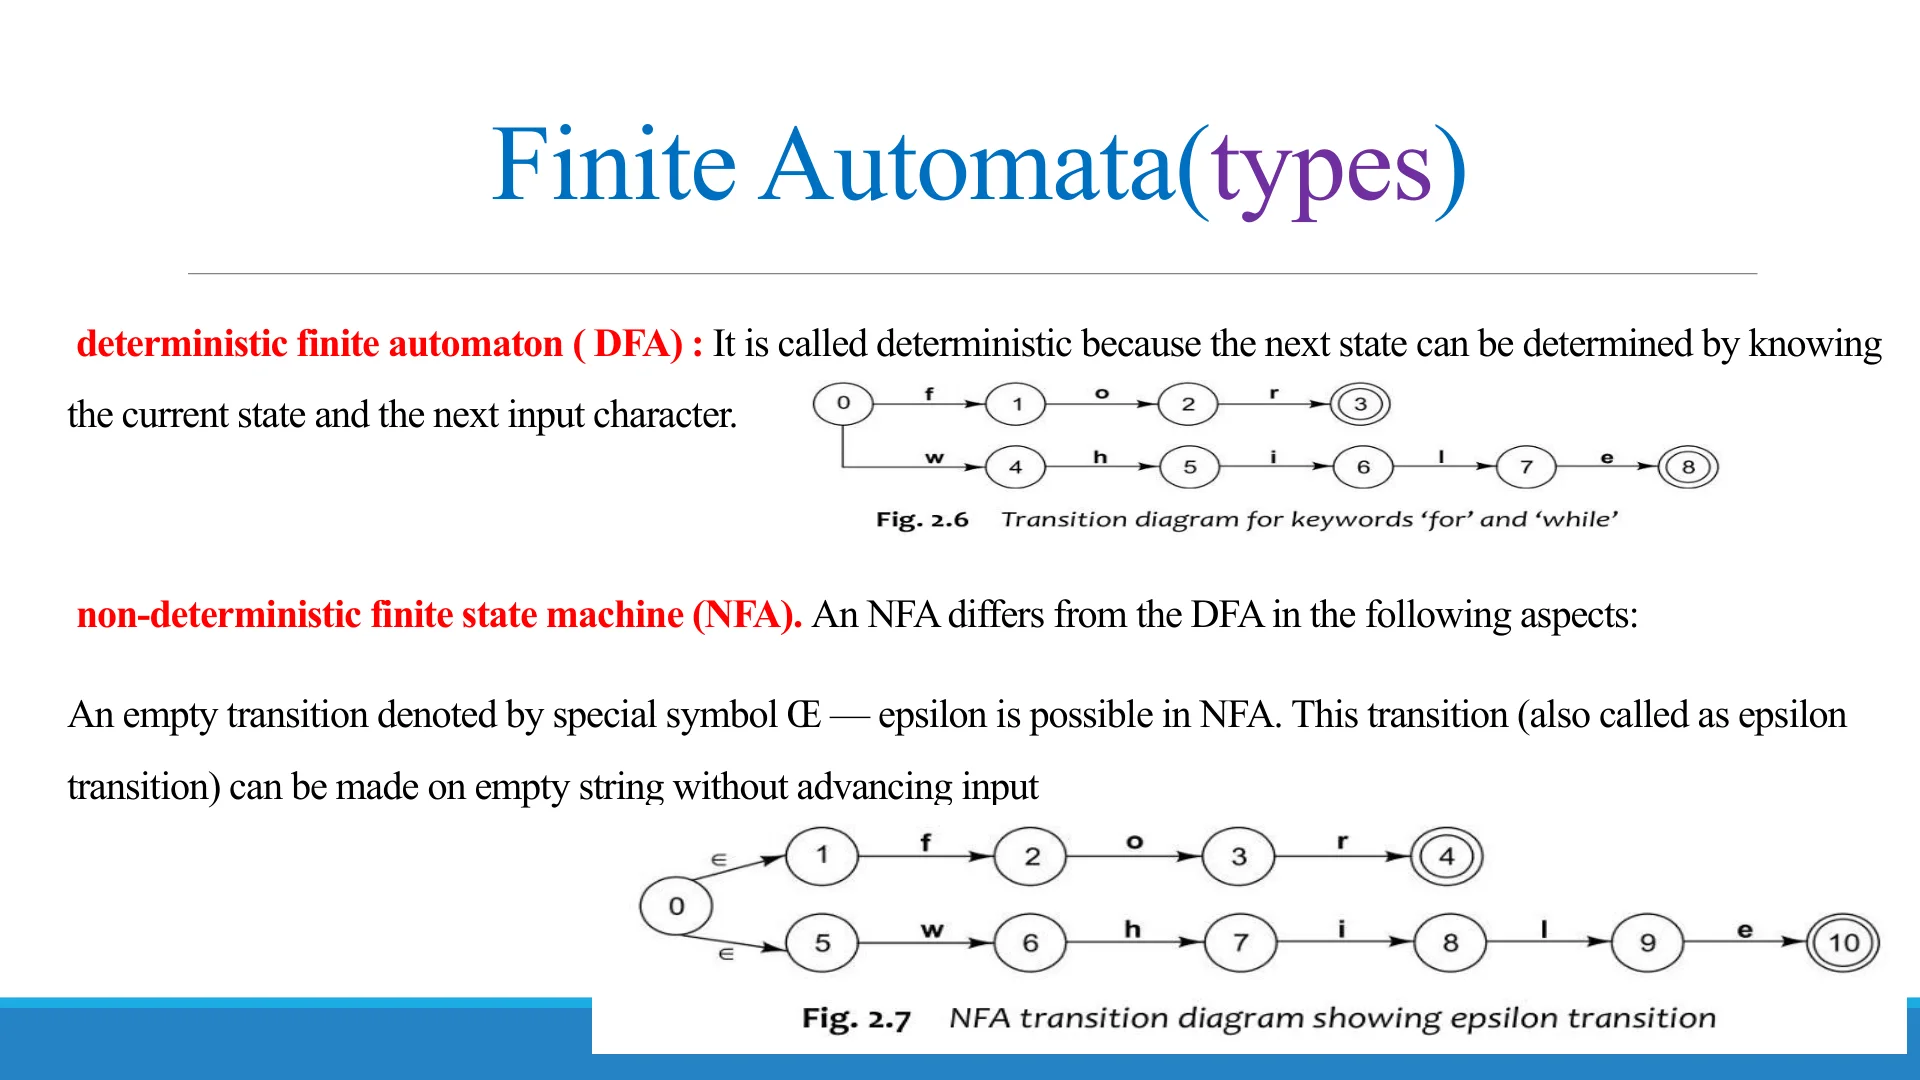 Finite Automata(types)
deterministic finite automaton ( DFA) : It is called deterministic because the next state can be determined by knowing
the current state and the next input character.
0 f 1 o 2 r 3
w 4 h 5 i 6 l 7 e 8
Fig. 2.6 Transition diagram for keywords ‘for’ and ‘while’
non-deterministic finite state machine (NFA). An NFA differs from the DFA in the following aspects:
An empty transition denoted by special symbol Œ — epsilon is possible in NFA. This transition (also called as epsilon
transition) can be made on empty string without advancing input
∈ 1 f 2 o 3 r 4
0
∈ 5 w 6 h 7 i 8 l 9 e 10
Fig. 2.7 NFA transition diagram showing epsilon transition